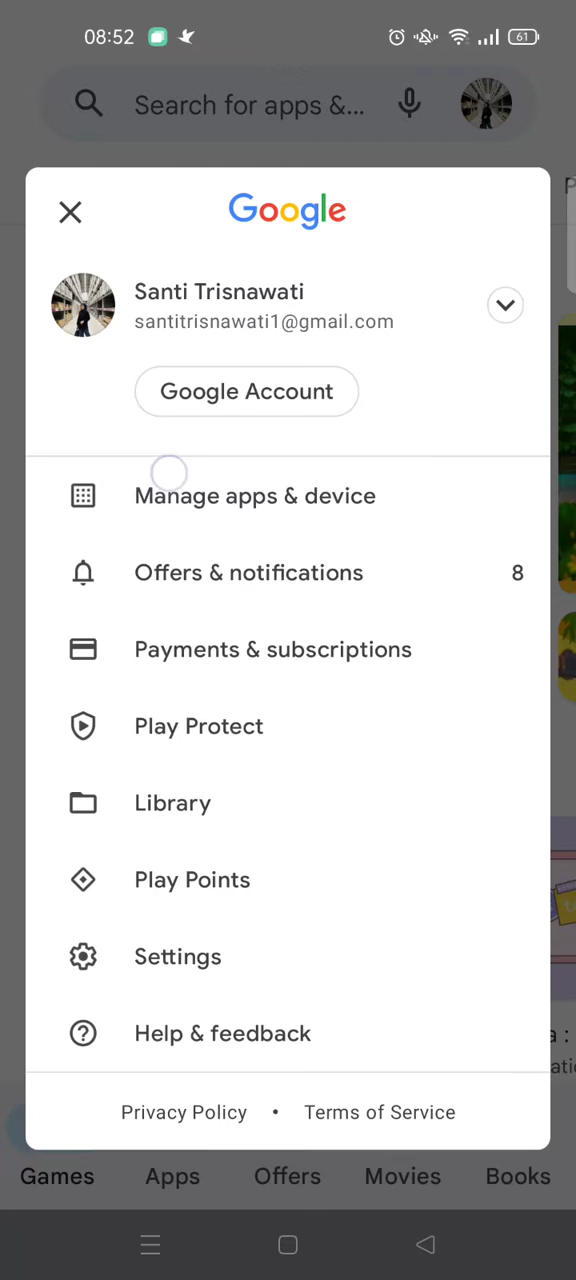 08:52 61
Search for apps &...
Google
Santi Trisnawati
santitrisnawati1@gmail.com
Google Account
Manage apps & device
Offers & notifications 8
Payments & subscriptions
Play Protect
Library
Play Points
Settings
Help & feedback
Privacy Policy • Terms of Service
Games Apps Offers Movies Books